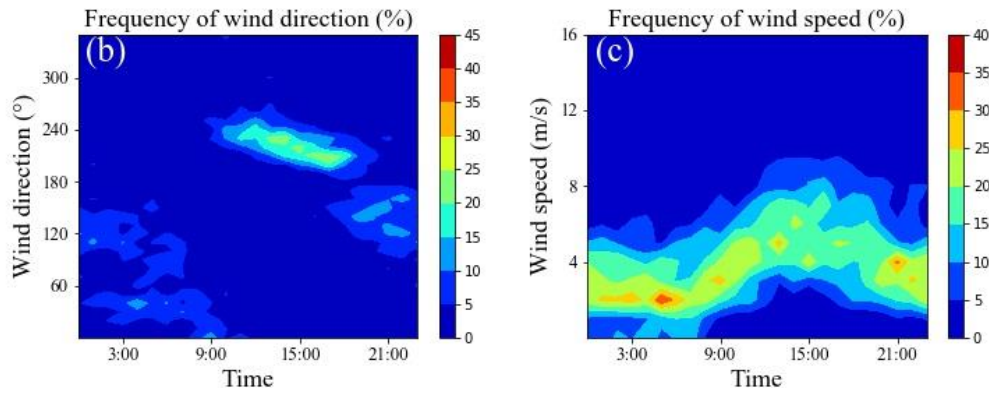 Frequency of wind direction (%)
(b)
Wind direction (°)
300
240
180
120
60
3:00 9:00 15:00 21:00
Time
45
40
35
30
25
20
15
10
5
0
Frequency of wind speed (%)
(c)
Wind speed (m/s)
16
12
8
4
3:00 9:00 15:00 21:00
Time
40
35
30
25
20
15
10
5
0